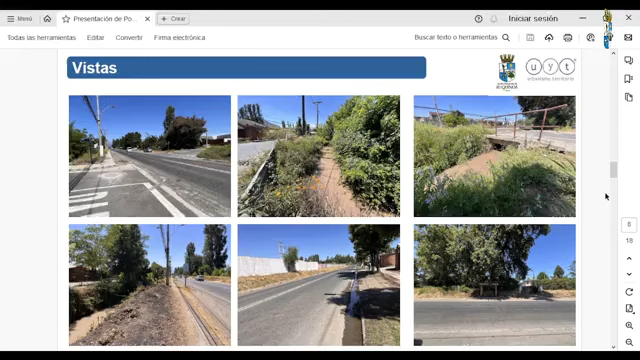 Menú
Presentación de Po...
Crear
Iniciar sesión
Todas las herramientas
Editar
Convertir
Firma electrónica
Buscar texto o herramientas
Vistas
u y t
urbanismo y territorio
8
18